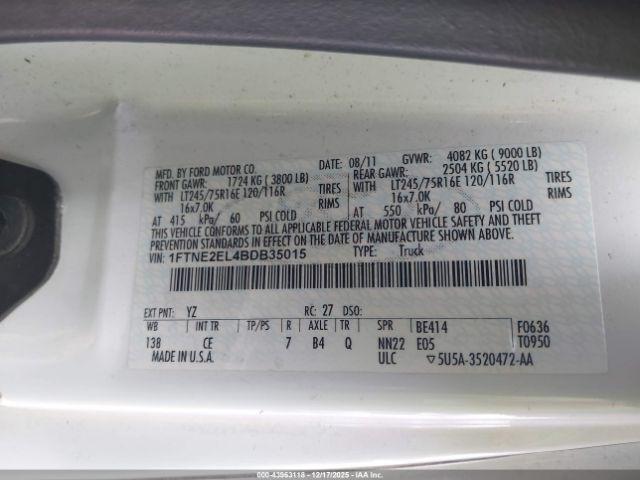 MFD. BY FORD MOTOR CO.
DATE: 08/11 GVWR: 4082 KG ( 9000 LB)
FRONT GAWR: 1724 KG ( 3800 LB) REAR GAWR: 2504 KG ( 5520 LB)
WITH LT245/75R16E 120/116R TIRES WITH LT245/75R16E 120/116R TIRES
16x7.0K RIMS 16x7.0K RIMS
AT 415 kPa/ 60 PSI COLD AT 550 kPa/ 80 PSI COLD
THIS VEHICLE CONFORMS TO ALL APPLICABLE FEDERAL MOTOR VEHICLE SAFETY AND THEFT
PREVENTION STANDARDS IN EFFECT ON THE DATE OF MANUFACTURE SHOWN ABOVE.
VIN: 1FTNE2EL4BDB35015 TYPE: Truck
EXT PNT: YZ RC: 27 DSO:
WB INT TR TP/PS R AXLE TR SPR BE414 F0636
138 CE 7 B4 Q NN22 E05 T0950
MADE IN U.S.A. ULC ▽5U5A-3520472-AA
000-43963118 - 12/17/2025 - IAAI